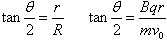 tan θ/2 = r/R   tan θ/2 = Bqr/mv₀